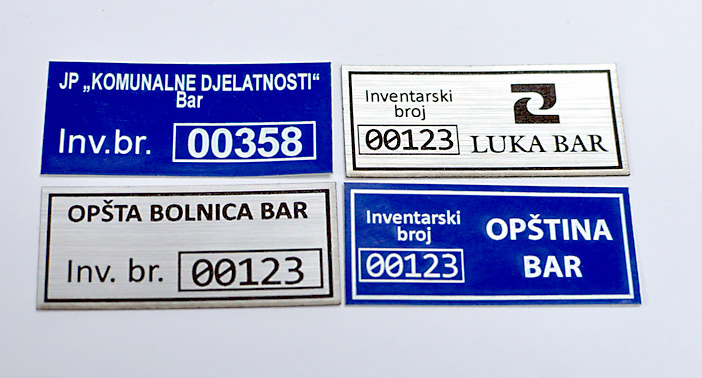 JP „KOMUNALNE DJELATNOSTI“
Bar
Inv.br. 00358
Inventarski
broj
00123
LUKA BAR
OPŠTA BOLNICA BAR
Inv. br. 00123
Inventarski
broj
00123
OPŠTINA
BAR